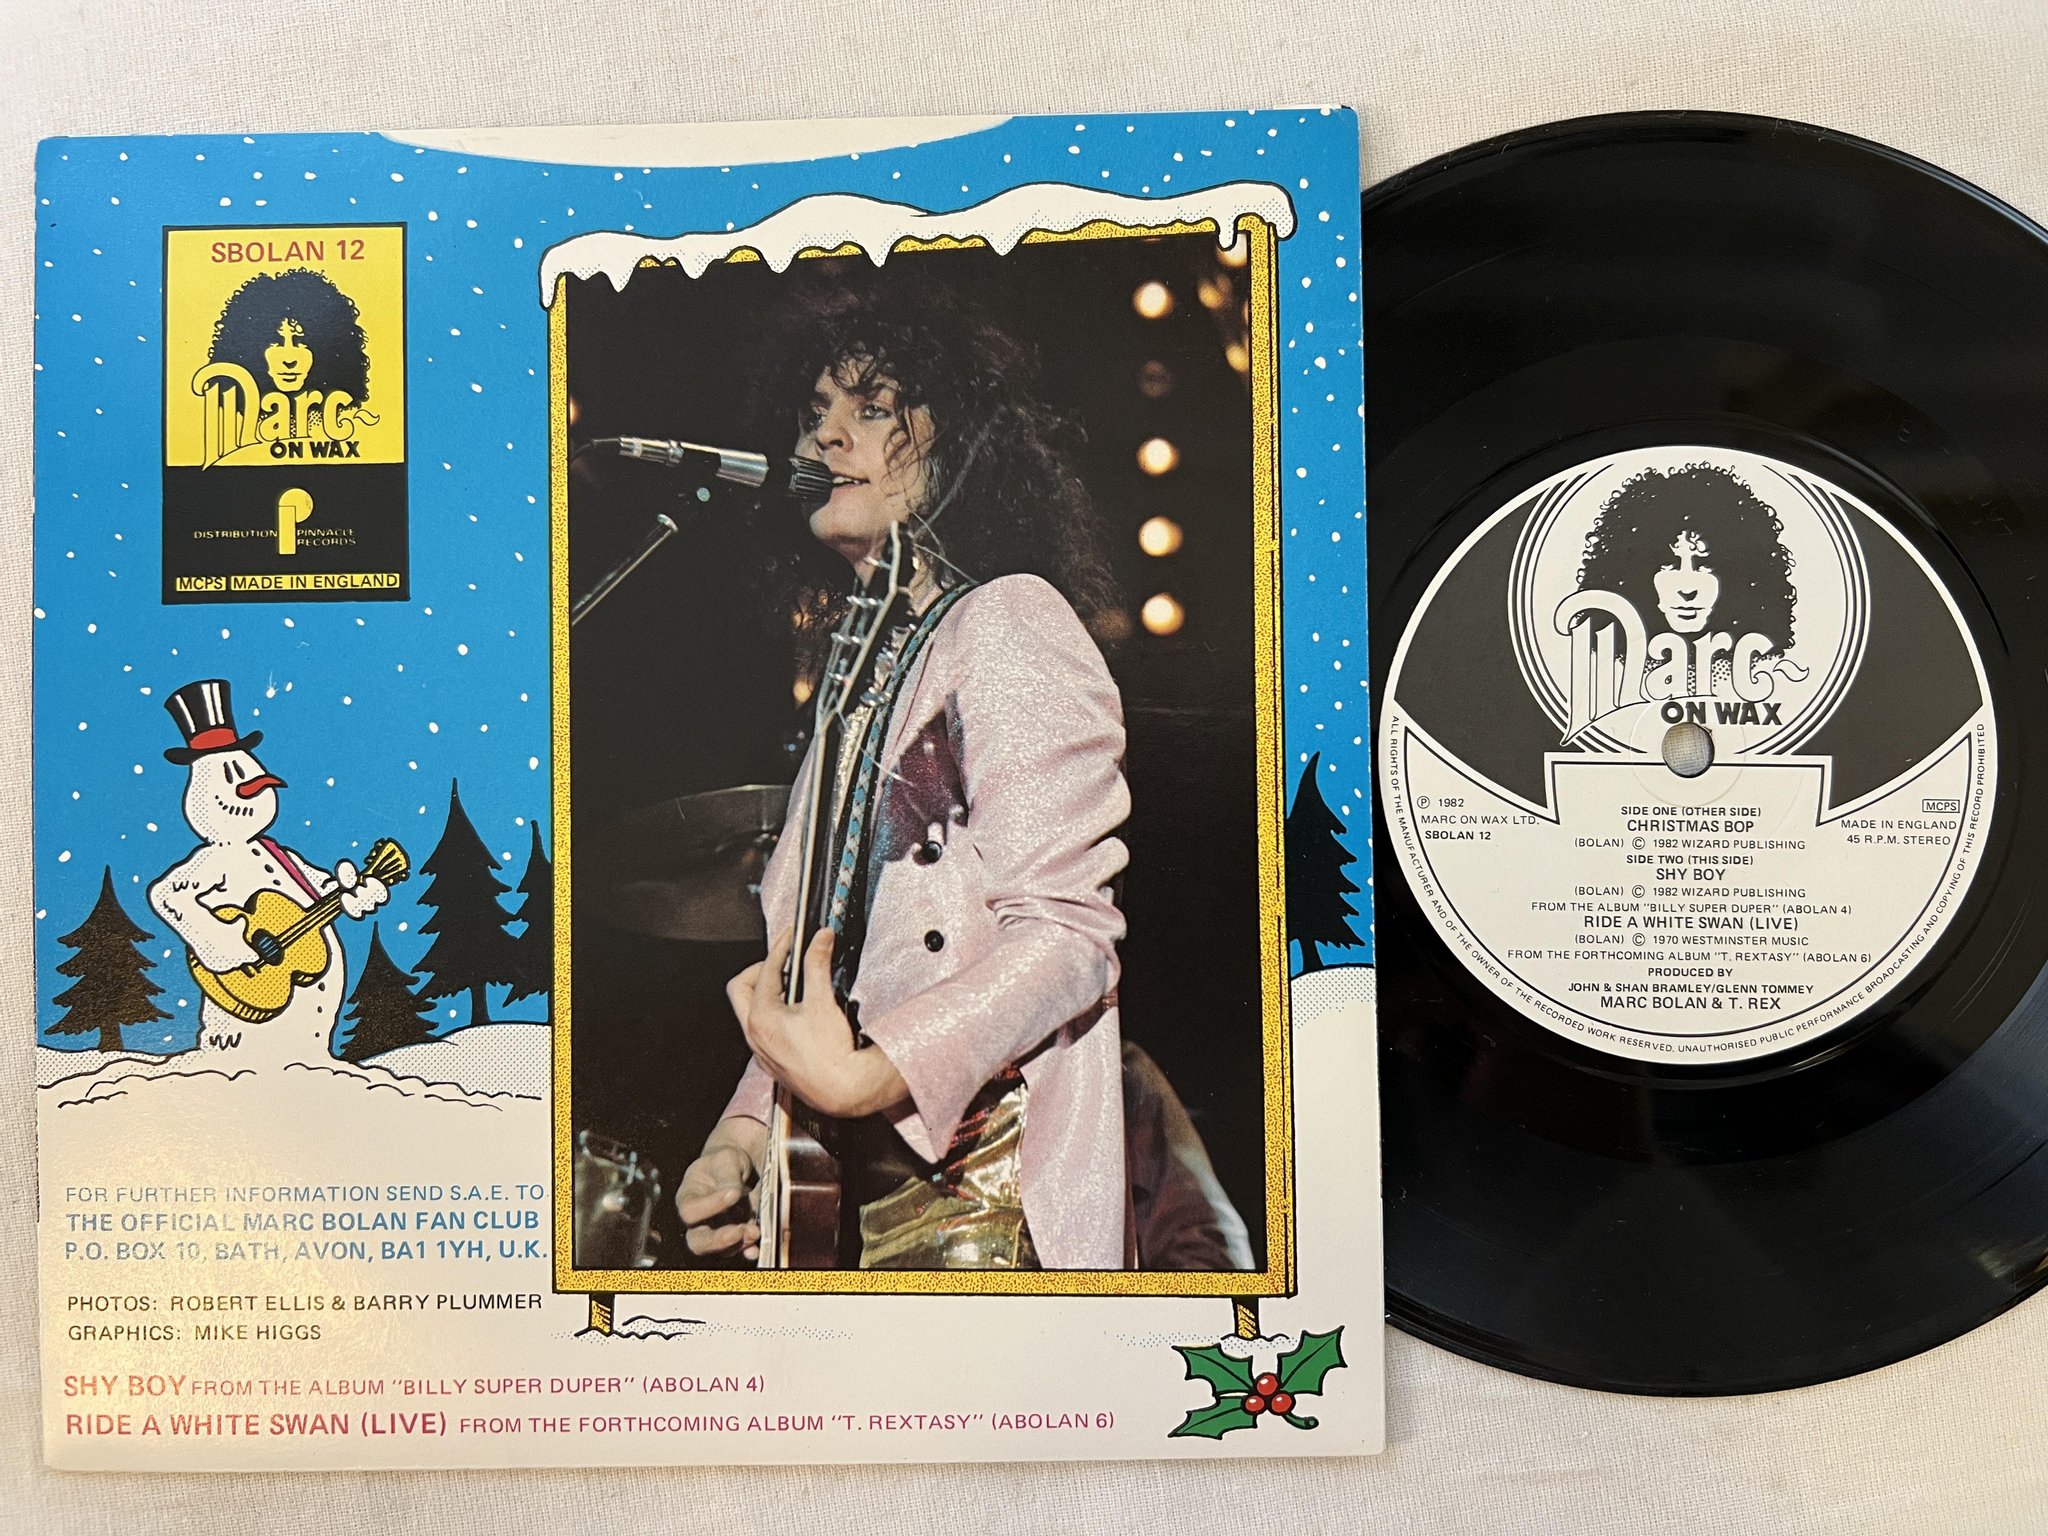 SBOLAN 12
Marc
ON WAX
DISTRIBUTION P PINNACLE
RECORDS
MCPS MADE IN ENGLAND
FOR FURTHER INFORMATION SEND S.A.E. TO
THE OFFICIAL MARC BOLAN FAN CLUB
P.O. BOX 10, BATH, AVON, BA1 1YH, U.K.
PHOTOS: ROBERT ELLIS & BARRY PLUMMER
GRAPHICS: MIKE HIGGS
SHY BOY FROM THE ALBUM "BILLY SUPER DUPER" (ABOLAN 4)
RIDE A WHITE SWAN (LIVE) FROM THE FORTHCOMING ALBUM "T. REXTASY" (ABOLAN 6)
Marc
ON WAX
Ⓟ 1982
MARC ON WAX LTD.
SBOLAN 12
MCPS
MADE IN ENGLAND
45 R.P.M. STEREO
SIDE ONE (OTHER SIDE)
CHRISTMAS BOP
(BOLAN) © 1982 WIZARD PUBLISHING
SIDE TWO (THIS SIDE)
SHY BOY
(BOLAN) © 1982 WIZARD PUBLISHING
FROM THE ALBUM "BILLY SUPER DUPER" (ABOLAN 4)
RIDE A WHITE SWAN (LIVE)
(BOLAN) © 1970 WESTMINSTER MUSIC
FROM THE FORTHCOMING ALBUM "T. REXTASY" (ABOLAN 6)
PRODUCED BY
JOHN & SHAN BRAMLEY/GLENN TOMMEY
MARC BOLAN & T. REX
ALL RIGHTS OF THE MANUFACTURER AND OF THE OWNER OF THE RECORDED WORK RESERVED. UNAUTHORISED PUBLIC PERFORMANCE BROADCASTING AND COPYING OF THIS RECORD PROHIBITED